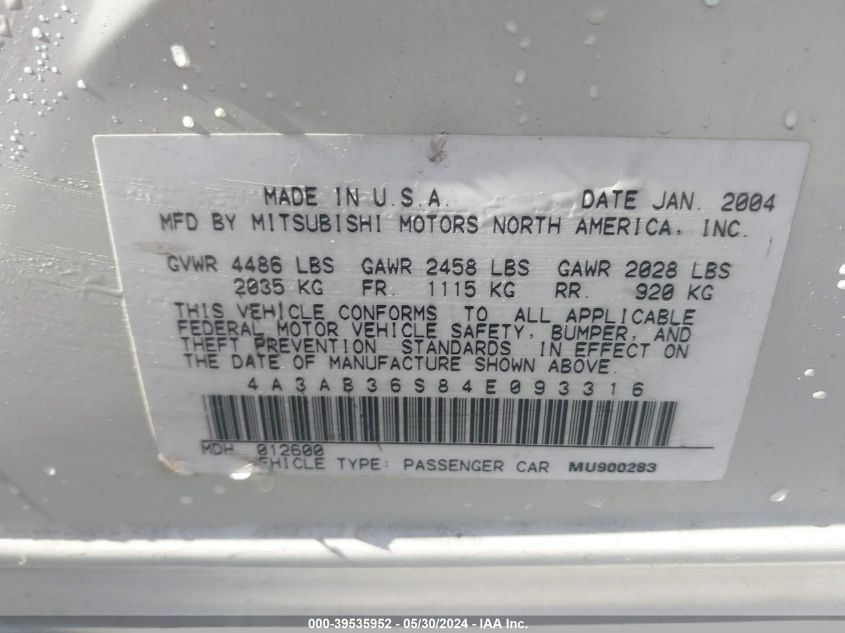 MADE IN U.S.A. DATE JAN. 2004
MFD BY MITSUBISHI MOTORS NORTH AMERICA, INC.
GVWR 4486 LBS GAWR 2458 LBS GAWR 2028 LBS
2035 KG FR. 1115 KG RR. 920 KG
THIS VEHICLE CONFORMS TO ALL APPLICABLE
FEDERAL MOTOR VEHICLE SAFETY, BUMPER, AND
THEFT PREVENTION STANDARDS IN EFFECT ON
THE DATE OF MANUFACTURE SHOWN ABOVE.
4A3AB36S84E093316
MDH 012600
EHICLE TYPE: PASSENGER CAR MU900283
000-39535952 / 05/30/2024 - IAA Inc.